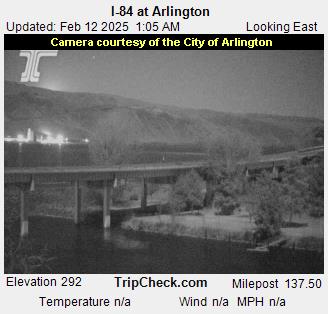 I-84 at Arlington
Updated: Feb 12 2025 1:05 AM Looking East
Camera courtesy of the City of Arlington
Elevation 292 TripCheck.com Milepost 137.50
Temperature n/a Wind n/a MPH n/a